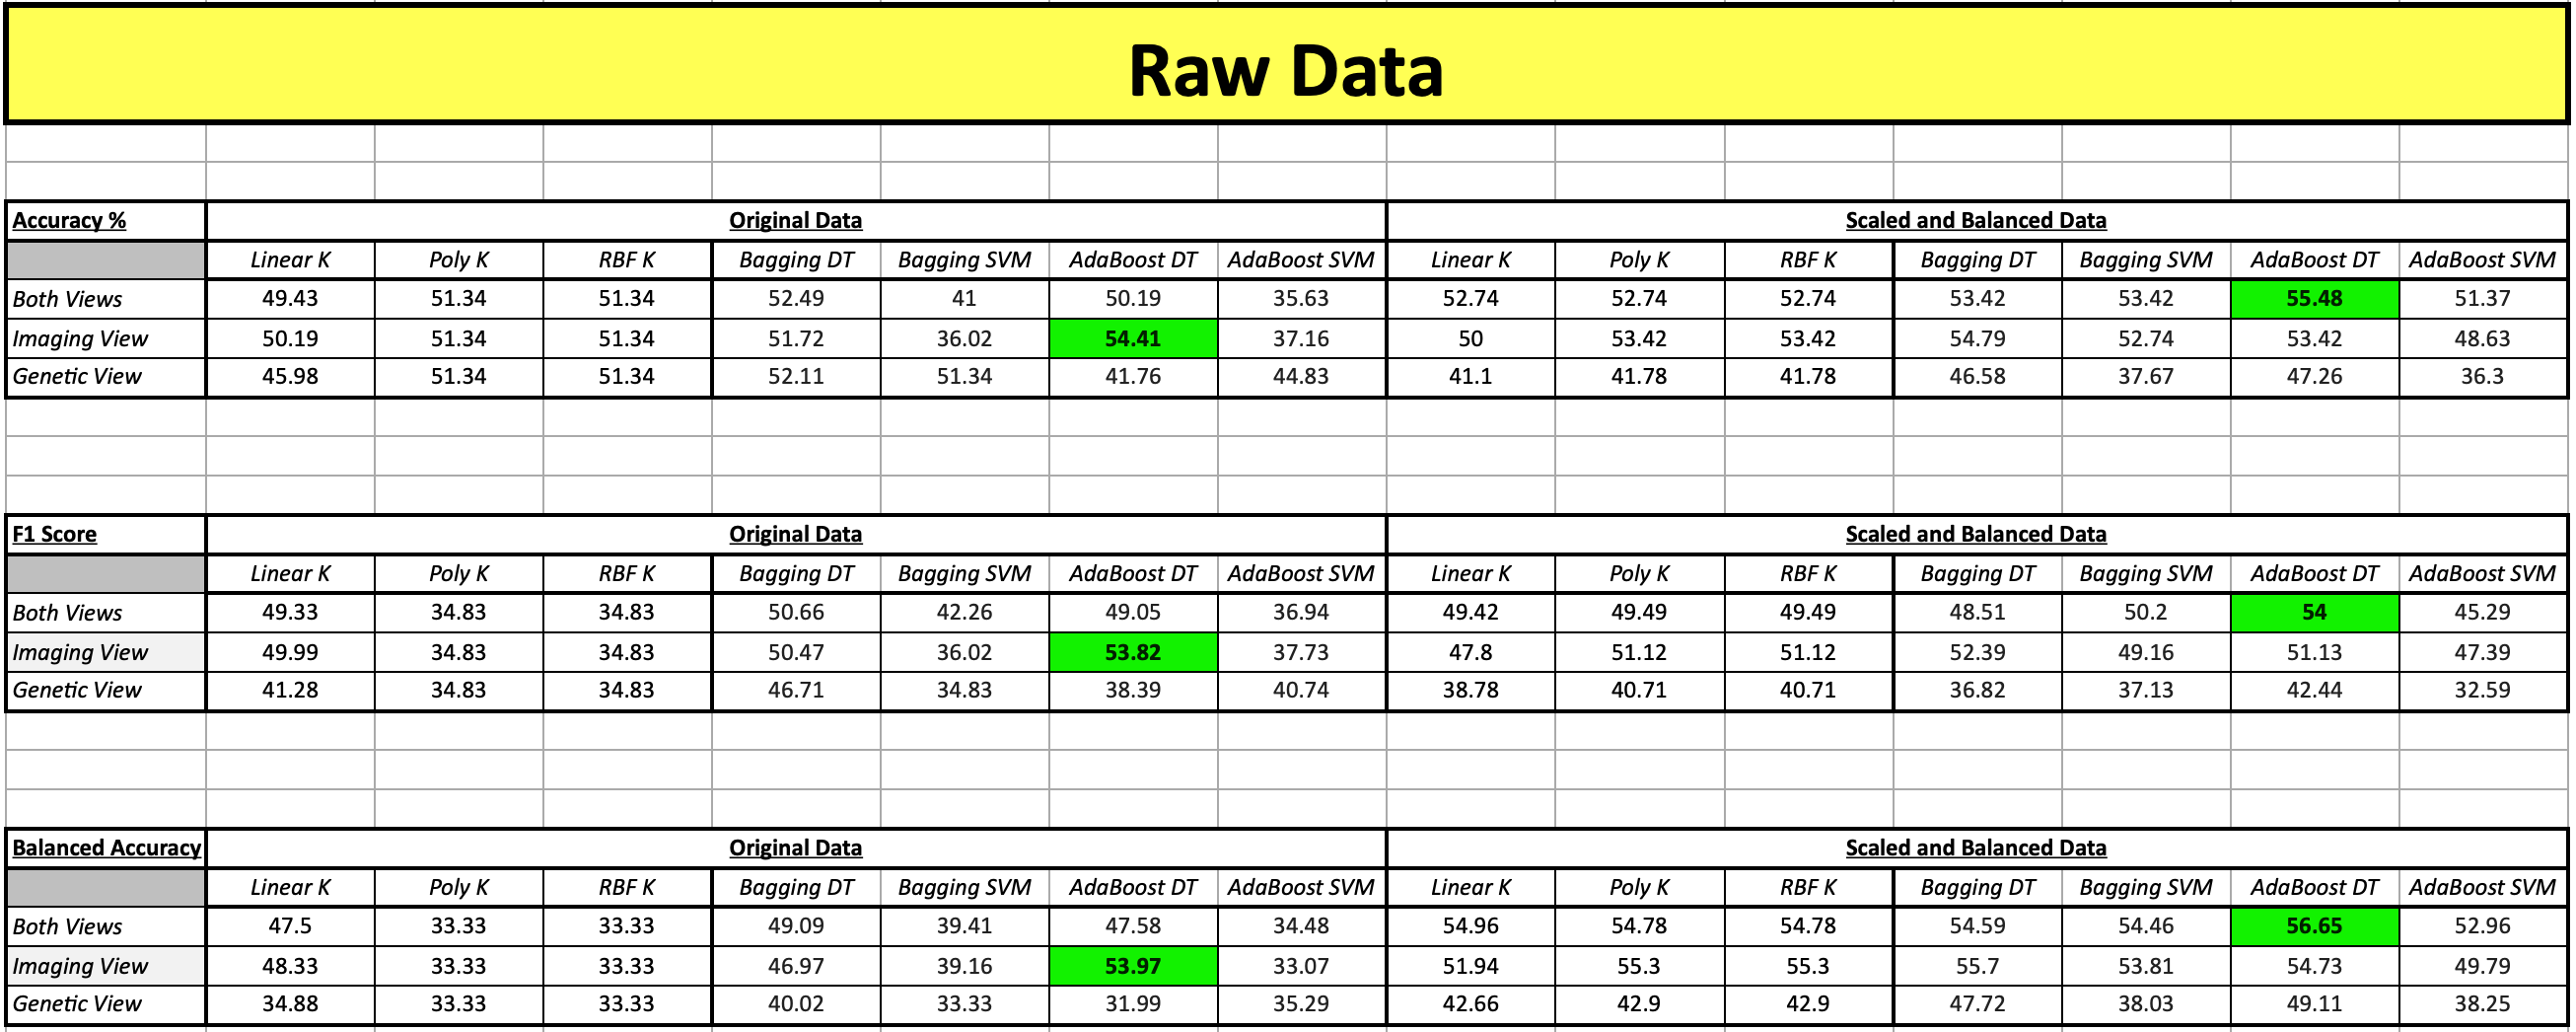 Raw Data
Accuracy % Original Data Scaled and Balanced Data
Linear K Poly K RBF K Bagging DT Bagging SVM AdaBoost DT AdaBoost SVM Linear K Poly K RBF K Bagging DT Bagging SVM AdaBoost DT AdaBoost SVM
Both Views 49.43 51.34 51.34 52.49 41 50.19 35.63 52.74 52.74 52.74 53.42 53.42 55.48 51.37
Imaging View 50.19 51.34 51.34 51.72 36.02 54.41 37.16 50 53.42 53.42 54.79 52.74 53.42 48.63
Genetic View 45.98 51.34 51.34 52.11 51.34 41.76 44.83 41.1 41.78 41.78 46.58 37.67 47.26 36.3
F1 Score Original Data Scaled and Balanced Data
Linear K Poly K RBF K Bagging DT Bagging SVM AdaBoost DT AdaBoost SVM Linear K Poly K RBF K Bagging DT Bagging SVM AdaBoost DT AdaBoost SVM
Both Views 49.33 34.83 34.83 50.66 42.26 49.05 36.94 49.42 49.49 49.49 48.51 50.2 54 45.29
Imaging View 49.99 34.83 34.83 50.47 36.02 53.82 37.73 47.8 51.12 51.12 52.39 49.16 51.13 47.39
Genetic View 41.28 34.83 34.83 46.71 34.83 38.39 40.74 38.78 40.71 40.71 36.82 37.13 42.44 32.59
Balanced Accuracy Original Data Scaled and Balanced Data
Linear K Poly K RBF K Bagging DT Bagging SVM AdaBoost DT AdaBoost SVM Linear K Poly K RBF K Bagging DT Bagging SVM AdaBoost DT AdaBoost SVM
Both Views 47.5 33.33 33.33 49.09 39.41 47.58 34.48 54.96 54.78 54.78 54.59 54.46 56.65 52.96
Imaging View 48.33 33.33 33.33 46.97 39.16 53.97 33.07 51.94 55.3 55.3 55.7 53.81 54.73 49.79
Genetic View 34.88 33.33 33.33 40.02 33.33 31.99 35.29 42.66 42.9 42.9 47.72 38.03 49.11 38.25